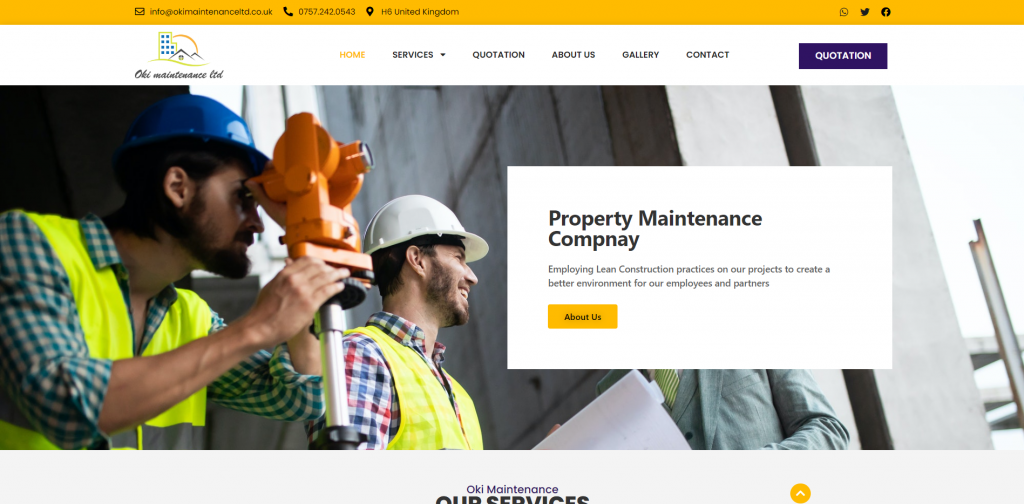 info@okimaintenanceltd.co.uk 0757.242.0543 H6 United Kingdom
Oki maintenance ltd
HOME SERVICES QUOTATION ABOUT US GALLERY CONTACT QUOTATION
Property Maintenance
Compnay
Employing Lean Construction practices on our projects to create a
better environment for our employees and partners
About Us
Oki Maintenance
OUR SERVICES